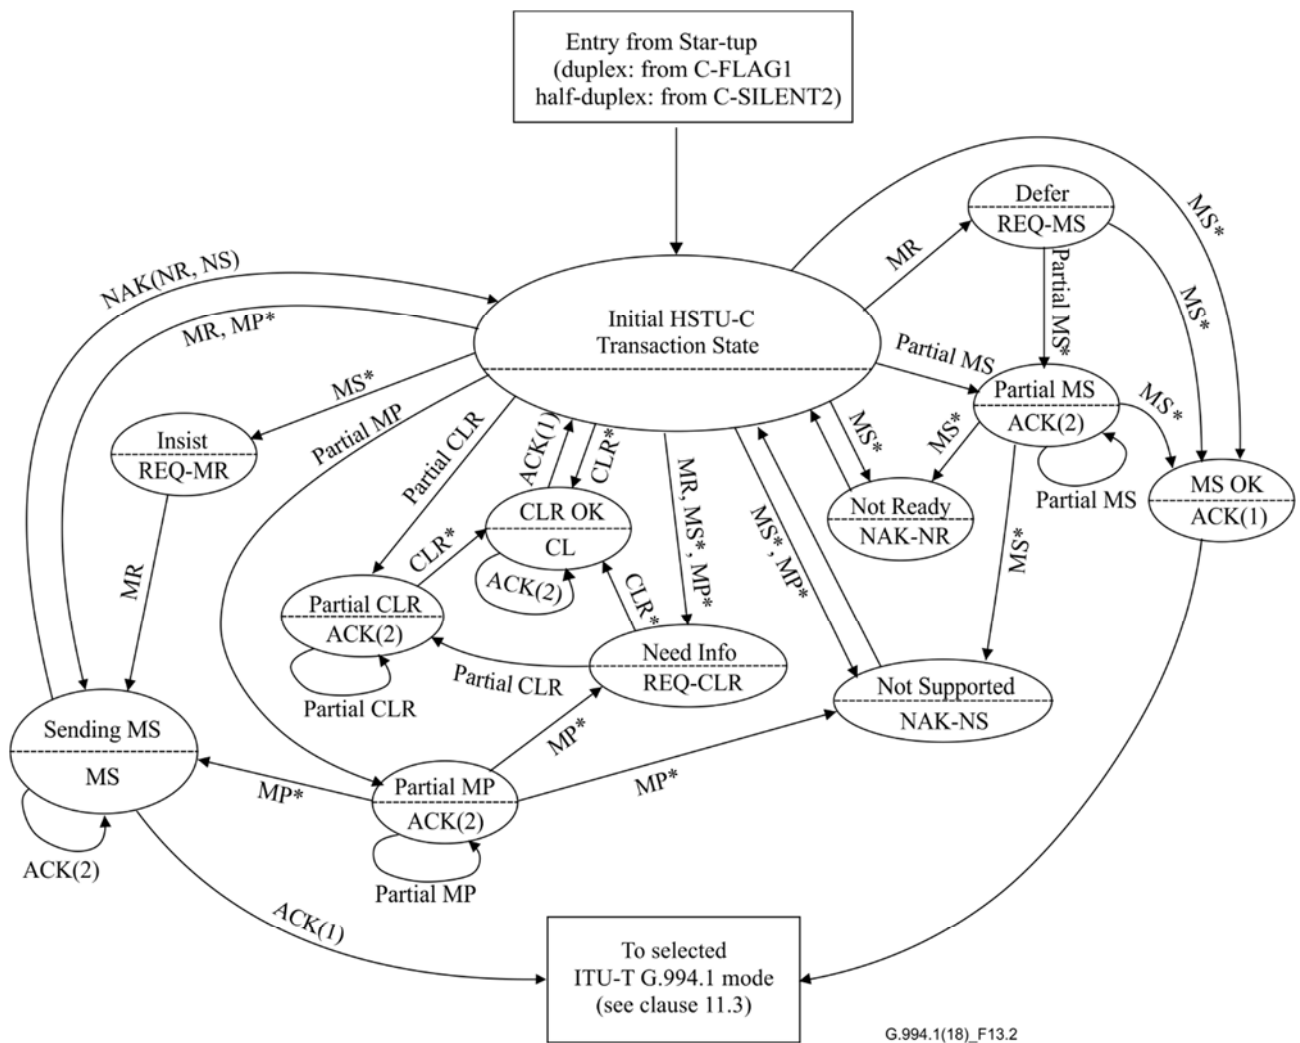 Entry from Star-tup
(duplex: from C-FLAG1
half-duplex: from C-SILENT2)
Defer
REQ-MS
MS*
MR
NAK(NR, NS)
MR, MP*
Initial HSTU-C
Transaction State
Partial MS*
MS*
Partial MS
MS*
Partial MP
Partial CLR
ACK(1)
CLR*
MS*
MS*
Partial MS
ACK(2)
MS*
Insist
REQ-MR
MR, MS*, MP*
MS*, MP*
Partial MS
MS OK
ACK(1)
CLR OK
CL
Not Ready
NAK-NR
MR
CLR*
ACK(2)
CLR*
MS*
Partial CLR
ACK(2)
Partial CLR
Partial CLR
Need Info
REQ-CLR
Not Supported
NAK-NS
Sending MS
MS
MP*
MP*
MP*
Partial MP
ACK(2)
ACK(2)
Partial MP
ACK(1)
To selected
ITU-T G.994.1 mode
(see clause 11.3)
G.994.1(18)_F13.2